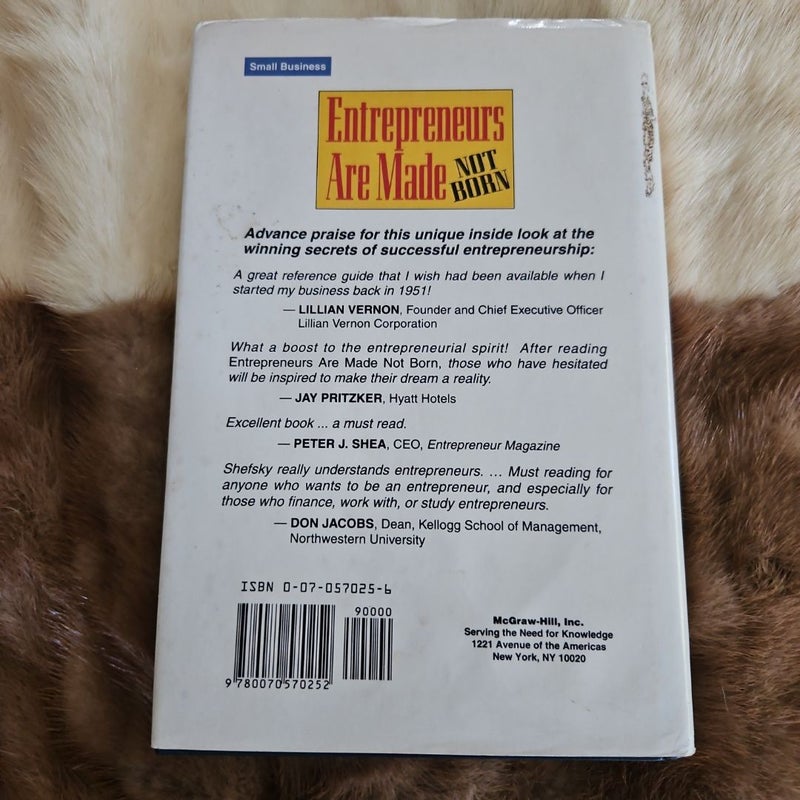 Small Business
Entrepreneurs
Are Made NOT
BORN
Advance praise for this unique inside look at the
winning secrets of successful entrepreneurship:
A great reference guide that I wish had been available when I
started my business back in 1951!
— LILLIAN VERNON, Founder and Chief Executive Officer
Lillian Vernon Corporation
What a boost to the entrepreneurial spirit! After reading
Entrepreneurs Are Made Not Born, those who have hesitated
will be inspired to make their dream a reality.
— JAY PRITZKER, Hyatt Hotels
Excellent book ... a must read.
— PETER J. SHEA, CEO, Entrepreneur Magazine
Shefsky really understands entrepreneurs. ... Must reading for
anyone who wants to be an entrepreneur, and especially for
those who finance, work with, or study entrepreneurs.
— DON JACOBS, Dean, Kellogg School of Management,
Northwestern University
ISBN 0-07-057025-6
90000
9 780070 570252
McGraw-Hill, Inc.
Serving the Need for Knowledge
1221 Avenue of the Americas
New York, NY 10020